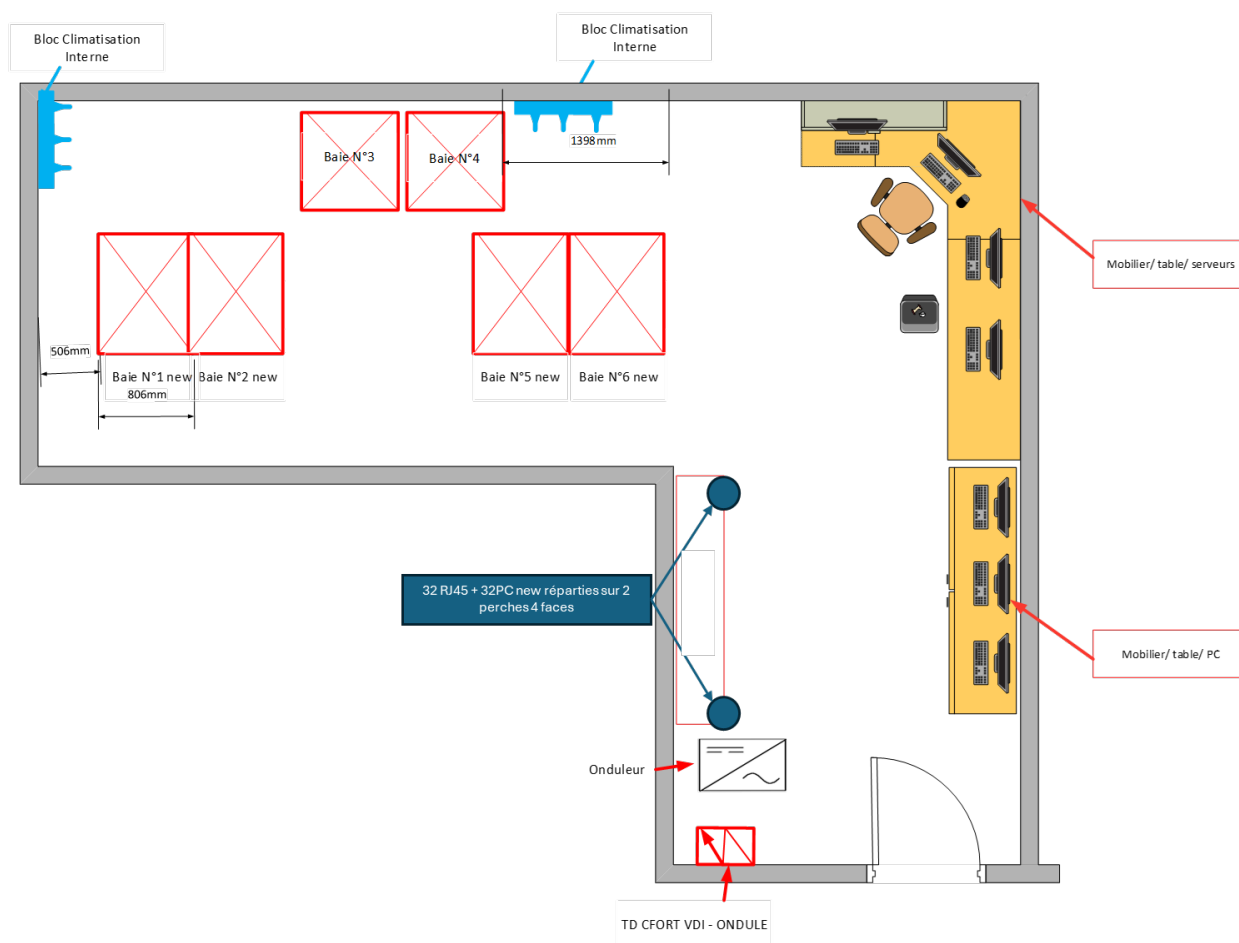 Bloc Climatisation
Interne
Bloc Climatisation
Interne
1398mm
Baie N°3
Baie N°4
Mobilier/ table/ serveurs
506mm
Baie N°1 new
Baie N°2 new
Baie N°5 new
Baie N°6 new
806mm
32 RJ45 + 32PC new réparties sur 2
perches 4 faces
Mobilier/ table/ PC
Onduleur
TD CFORT VDI - ONDULE